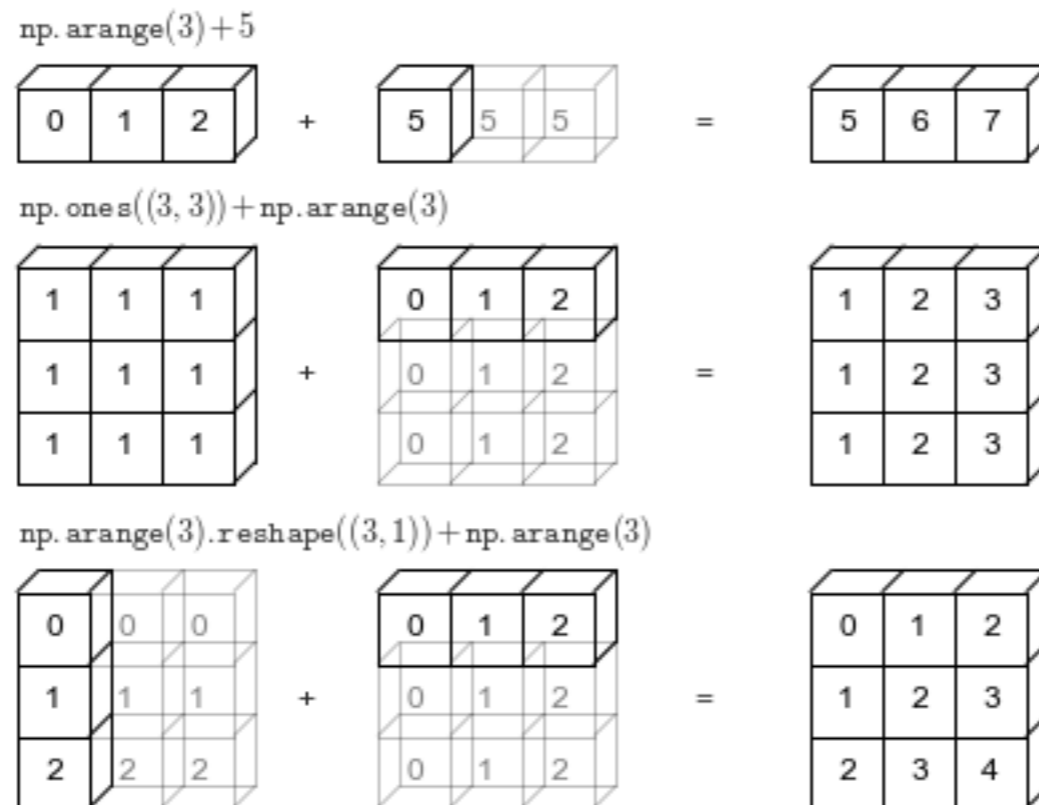 np.arange(3)+5
0 1 2 + 5 5 5 = 5 6 7
np.ones((3, 3))+np.arange(3)
1 1 1 0 1 2 1 2 3
1 1 1 + 0 1 2 = 1 2 3
1 1 1 0 1 2 1 2 3
np.arange(3).reshape((3, 1))+np.arange(3)
0 0 0 0 1 2 0 1 2
1 1 1 + 0 1 2 = 1 2 3
2 2 2 0 1 2 2 3 4